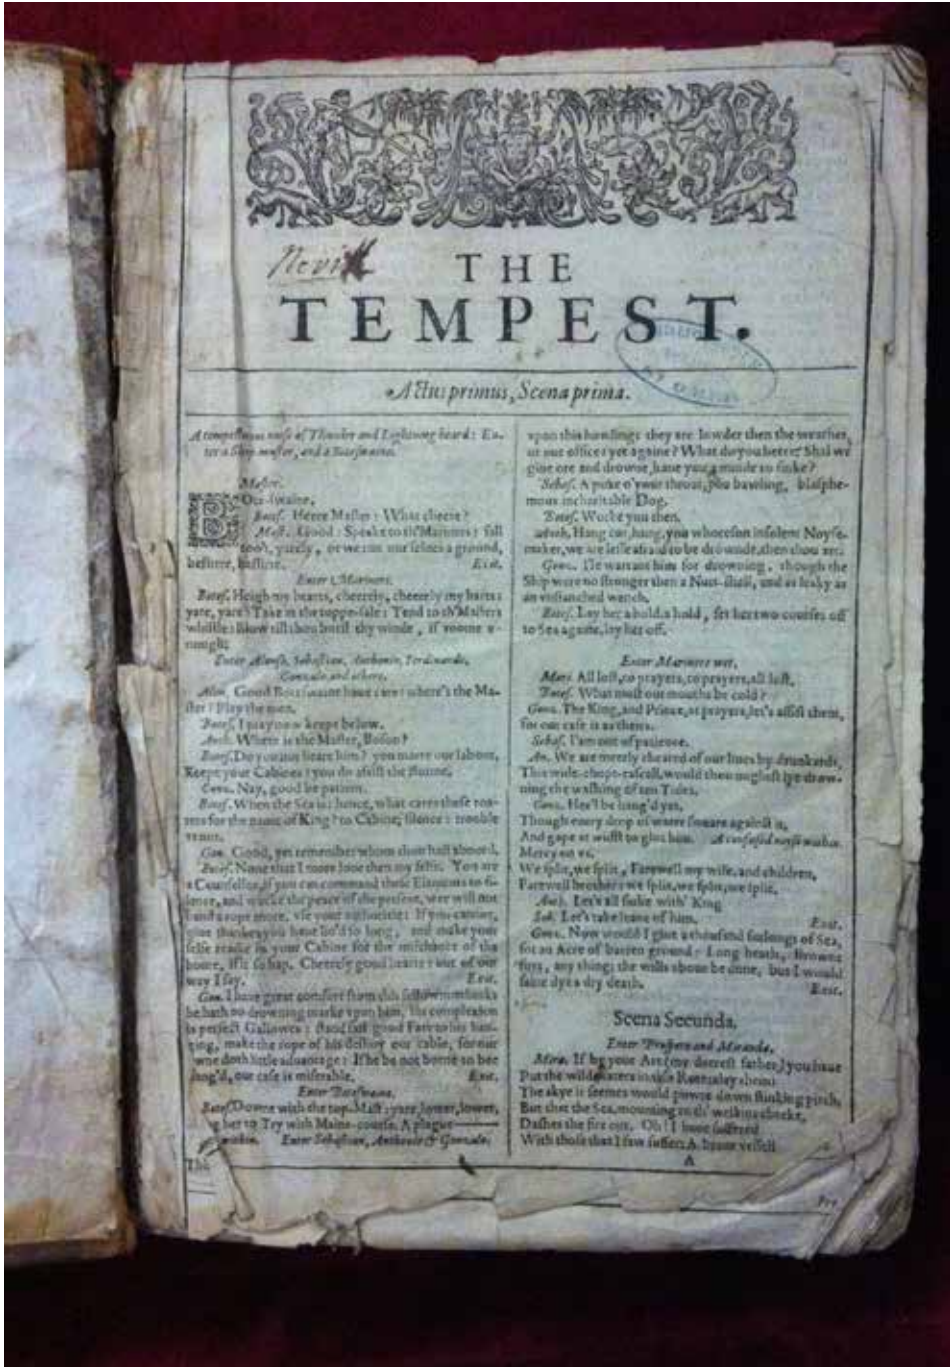 Nevill
THE
TEMPEST.
Actus primus, Scena prima.
A tempestuous noise of Thunder and Lightning heard: En-
ter a Ship-master, and a Boteswaine.
Master.
BOte-swaine.
Botes. Heere Master: What cheere?
Mast. Good: Speake to th'Mariners: fall
too't, yarely, or we run our selues a ground,
bestirre, bestirre. Exit.
Enter Mariners.
Botes. Heigh my hearts, cheerely, cheerely my harts:
yare, yare: Take in the toppe-sale: Tend to th'Masters
whistle: Blow till thou burst thy winde, if roome e-
nough.
Enter Alonso, Sebastian, Anthonio, Ferdinando,
Gonzalo, and others.
Alon. Good Boteswaine haue care: where's the Ma-
ster? Play the men.
Botes. I pray now keepe below.
Anth. Where is the Master, Boson?
Botes. Do you not heare him? you marre our labour,
Keepe your Cabines: you do assist the storme.
Gonz. Nay, good be patient.
Botes. When the Sea is: hence, what cares these roa-
rers for the name of King? to Cabine; silence: trouble
vs not.
Gon. Good, yet remember whom thou hast aboord.
Botes. None that I more loue then my selfe. You are
a Counsellor, if you can command these Elements to si-
lence, and worke the peace of the present, wee will not
hand a rope more, vse your authoritie: If you cannot,
giue thankes you haue liu'd so long, and make your
selfe readie in your Cabine for the mischance of the
houre, if it so hap. Cheerely good hearts: out of our
way I say. Exit.
Gon. I haue great comfort from this fellow: methinks
he hath no drowning marke vpon him, his complexion
is perfect Gallowes: stand fast good Fate to his han-
ging, make the rope of his destiny our cable, for our
owne doth little aduantage: If he be not borne to bee
hang'd, our case is miserable. Exit.
Enter Boteswaine.
Botes. Downe with the top-Mast: yare, lower, lower,
her to Try with Maine-course. A plague——
Enter Sebastian, Anthonio & Gonzalo.
vpon this howling: they are lowder then the weather,
or our office: yet againe? What do you heere? Shal we
giue ore and drowne, haue you a minde to sinke?
Sebas. A poxe o'your throat, you bawling, blasphe-
mous incharitable Dog.
Botes. Worke you then.
Anth. Hang cur, hang, you whoreson insolent Noyse-
maker, we are lesse afraid to be drownde, then thou art.
Gonz. I'le warrant him for drowning, though the
Ship were no stronger then a Nutt-shell, and as leaky as
an vnstanched wench.
Botes. Lay her a hold, a hold, set her two courses off
to Sea againe, lay her off.
Enter Mariners wet.
Mari. All lost, to prayers, to prayers, all lost.
Botes. What must our mouths be cold?
Gonz. The King, and Prince, at prayers, let's assist them,
for our case is as theirs.
Sebas. I'am out of patience.
An. We are meerly cheated of our liues by drunkards,
This wide-chopt-rascall, would thou mightst lye drow-
ning the washing of ten Tides.
Gonz. Hee'l be hang'd yet,
Though euery drop of water sweare against it,
And gape at widst to glut him. A confused noyse within.
Mercy on vs.
We split, we split, Farewell my wife, and children,
Farewell brother: we split, we split, we split.
Anth. Let's all sinke with' King
Seb. Let's take leaue of him. Exit.
Gonz. Now would I giue a thousand furlongs of Sea,
for an Acre of barren ground: Long heath, Browne
firrs, any thing; the wills aboue be done, but I would
faine dye a dry death. Exit.
Scena Secunda.
Enter Prospero and Miranda.
Mira. If by your Art (my deerest father) you haue
Put the wild waters in this Rore; alay them:
The skye it seemes would powre down stinking pitch,
But that the Sea, mounting to th' welkins cheeke,
Dashes the fire out. Oh! I haue suffered
With those that I saw suffer: A braue vessell
A